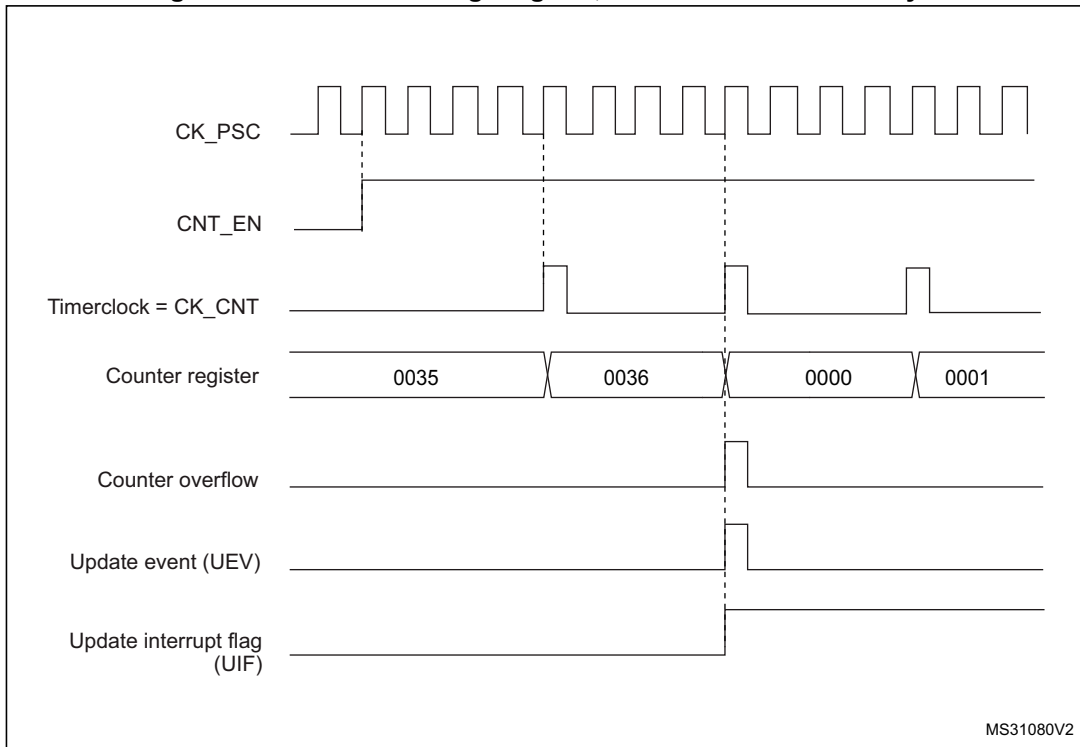 CK_PSC
CNT_EN
Timerclock = CK_CNT
Counter register
0035
0036
0000
0001
Counter overflow
Update event (UEV)
Update interrupt flag
(UIF)
MS31080V2